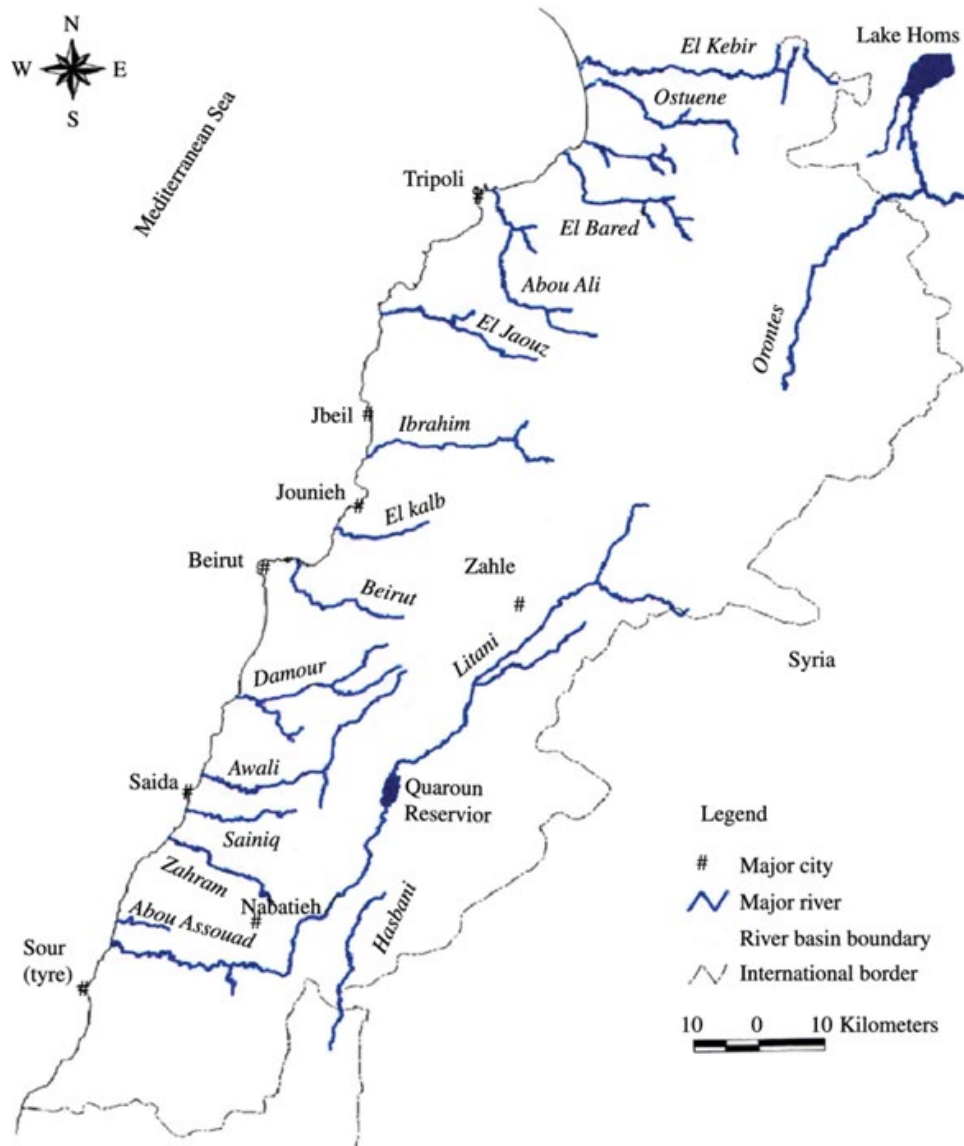 N
W E
S
Mediterranean Sea
El Kebir
Lake Homs
Ostuene
Tripoli
El Bared
Abou Ali
El Jaouz
Orontes
Jbeil
Ibrahim
Jounieh
El kalb
Beirut
Zahle
Beirut
Litani
Syria
Damour
Awali
Saida
Quaroun
Reservior
Sainiq
Zahram
Nabatieh
Hasbani
Abou Assouad
Sour
(tyre)
Legend
# Major city
Major river
River basin boundary
International border
10 0 10 Kilometers